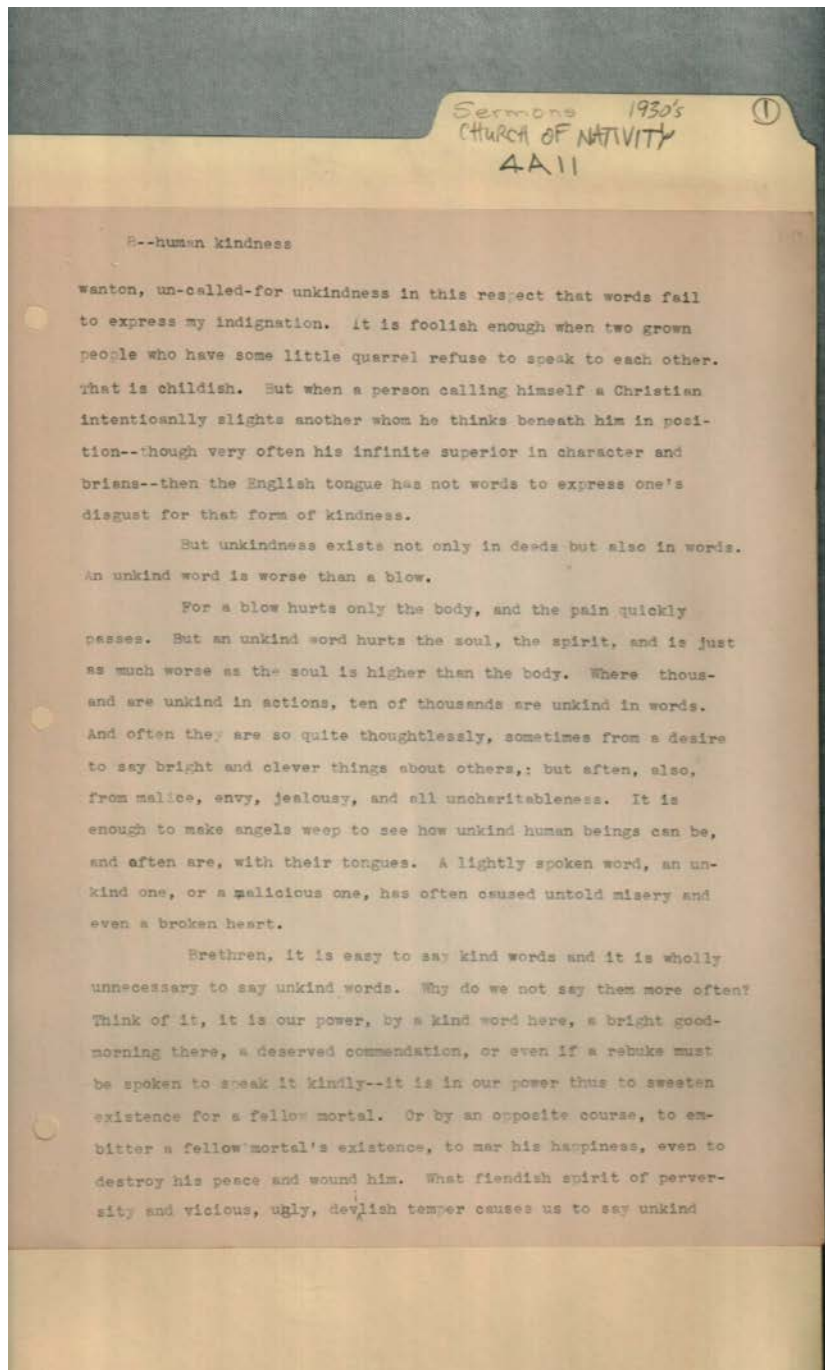 Sermons 1930's ①
CHURCH OF NATIVITY
4A11
B--human kindness
wanton, un-called-for unkindness in this respect that words fail
to express my indignation. It is foolish enough when two grown
people who have some little quarrel refuse to speak to each other.
That is childish. But when a person calling himself a Christian
intentioanlly slights another whom he thinks beneath him in posi-
tion--though very often his infinite superior in character and
brians--then the English tongue has not words to express one's
disgust for that form of kindness.
But unkindness exists not only in deeds but also in words.
An unkind word is worse than a blow.
For a blow hurts only the body, and the pain quickly
passes. But an unkind word hurts the soul, the spirit, and is just
as much worse as the soul is higher than the body. Where thous-
and are unkind in actions, ten of thousands are unkind in words.
And often they are so quite thoughtlessly, sometimes from a desire
to say bright and clever things about others,: but aften, also,
from malice, envy, jealousy, and all uncharitableness. It is
enough to make angels weep to see how unkind human beings can be,
and often are, with their tongues. A lightly spoken word, an un-
kind one, or a malicious one, has often caused untold misery and
even a broken heart.
Brethren, it is easy to say kind words and it is wholly
unnecessary to say unkind words. Why do we not say them more often?
Think of it, it is our power, by a kind word here, a bright good-
morning there, a deserved commendation, or even if a rebuke must
be spoken to speak it kindly--it is in our power thus to sweeten
existence for a fellow mortal. Or by an opposite course, to em-
bitter a fellow mortal's existence, to mar his happiness, even to
destroy his peace and wound him. What fiendish spirit of perver-
sity and vicious, ugly, devilish temper causes us to say unkind